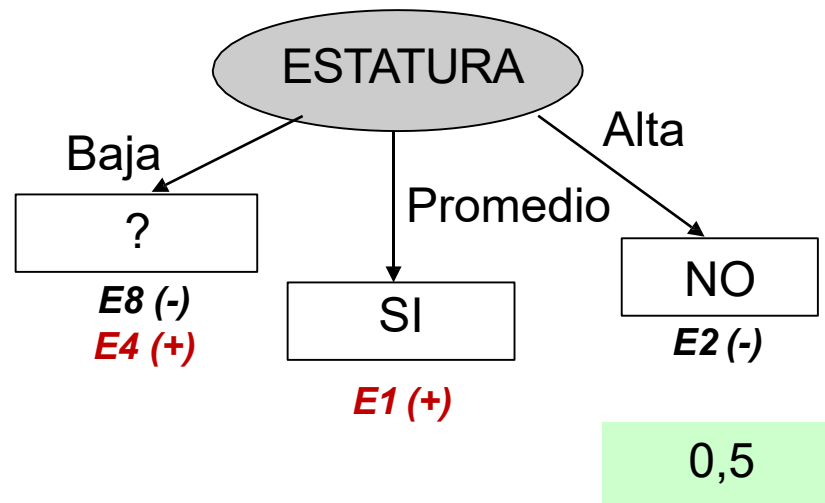 ESTATURA
Baja
Promedio
Alta
?
E8 (-)
E4 (+)
SI
E1 (+)
NO
E2 (-)
0,5